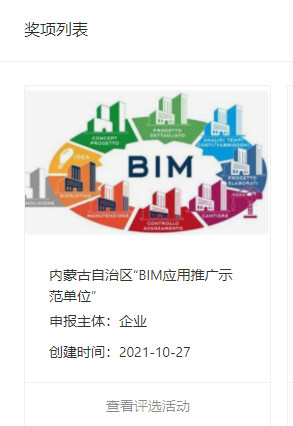 奖项列表
CONCEPT
PROGETTO
PROGETTO
DETTAGLIATO
ANALISI TEMPI
COSTI/FABBISOGNI
IDEA
BIM
PROGETTO
ELABORATI
MOLIZIONE
RIPRISTINO
MANUTENZIONE
CONTROLLO
AVANZAMENTO
CANTIERE
内蒙古自治区“BIM应用推广示
范单位”
申报主体：企业
创建时间：2021-10-27
查看评选活动